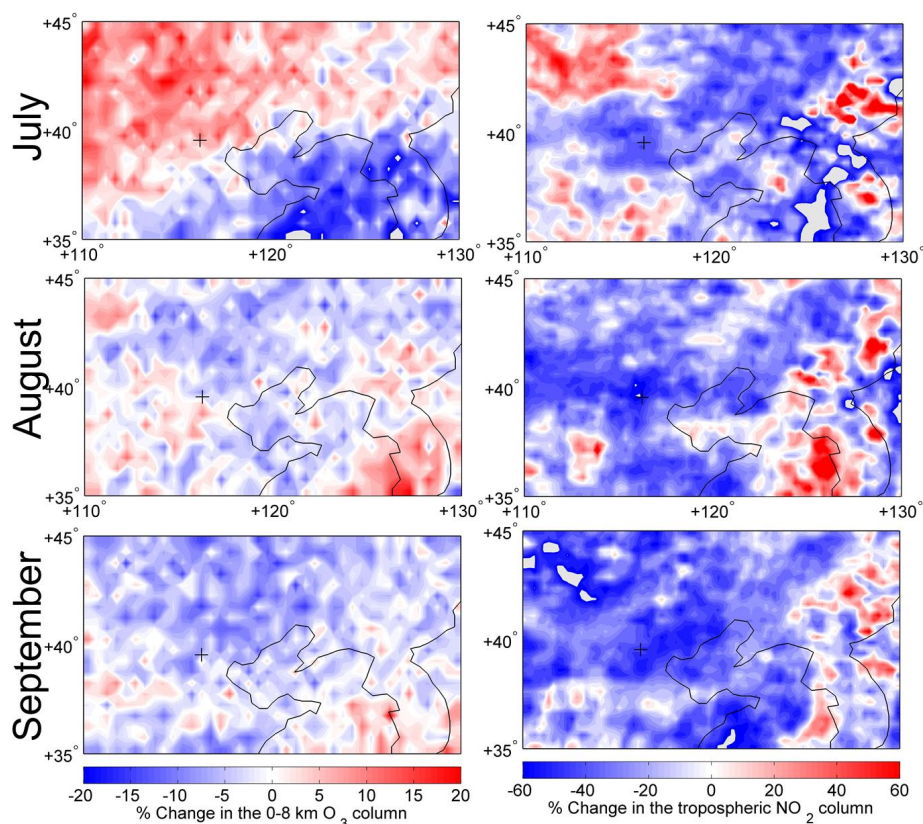 July
+45°
+40°
+35°
+110° +120° +130°
+45°
+40°
+35°
+110° +120° +130°
August
+45°
+40°
+35°
+110° +120° +130°
+45°
+40°
+35°
+110° +120° +130°
September
+45°
+40°
+35°
+45°
+40°
+35°
-20 -15 -10 -5 0 5 10 15 20
% Change in the 0-8 km O₃ column
-60 -40 -20 0 20 40 60
% Change in the tropospheric NO₂ column